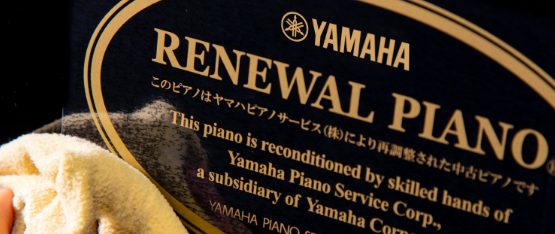 YAMAHA
RENEWAL PIANO
このピアノはヤマハピアノサービス(株)により再調整された中古ピアノです
This piano is reconditioned by skilled hands of
Yamaha Piano Service Corp.,
a subsidiary of Yamaha Corp
YAMAHA PIANO